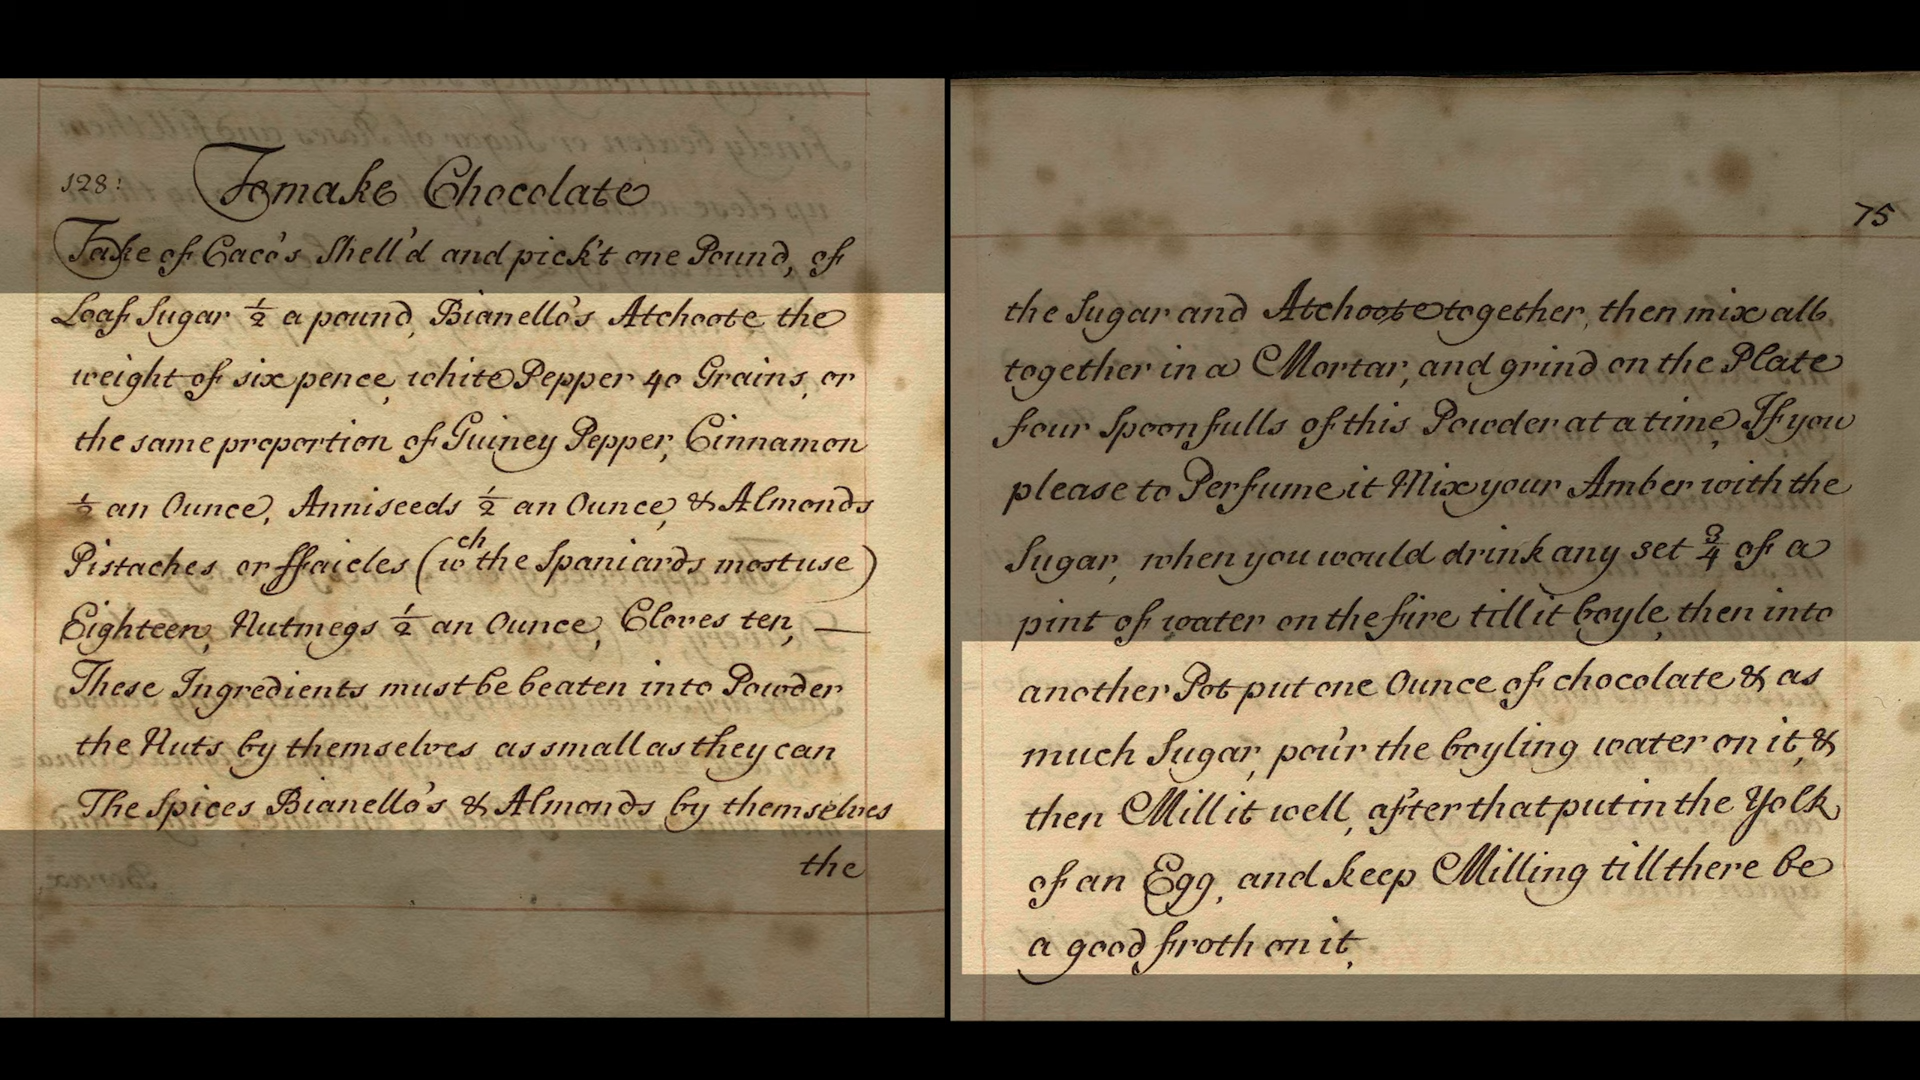 128:
To make Chocolate
Take of Caco's Shell'd and pick't one Pound, of
Loaf Sugar ½ a pound, Bianello's Atchoote the
weight of six pence, white Pepper 40 Grains, or
the same proportion of Guiney Pepper, Cinnamon
½ an Ounce, Anniseeds ½ an Ounce, & Almonds
Pistaches or ffaicles (wch the Spaniards most use)
Eighteen, Nutmegs ½ an Ounce, Cloves ten, —
These Ingredients must be beaten into Powder
the Nuts by themselves as small as they can
The Spices Bianello's & Almonds by themselves
the
75
the Sugar and Atchoote together, then mix all
together in a Mortar, and grind on the Plate
four Spoonfulls of this Powder at a time, If you
please to Perfume it Mix your Amber with the
Sugar, when you would drink any set ¾ of a
pint of water on the fire till it boyle, then into
another Pot put one Ounce of chocolate & as
much Sugar, pour the boyling water on it, &
then Mill it well, after that put in the Yolk
of an Egg, and keep Milling till there be
a good froth on it,